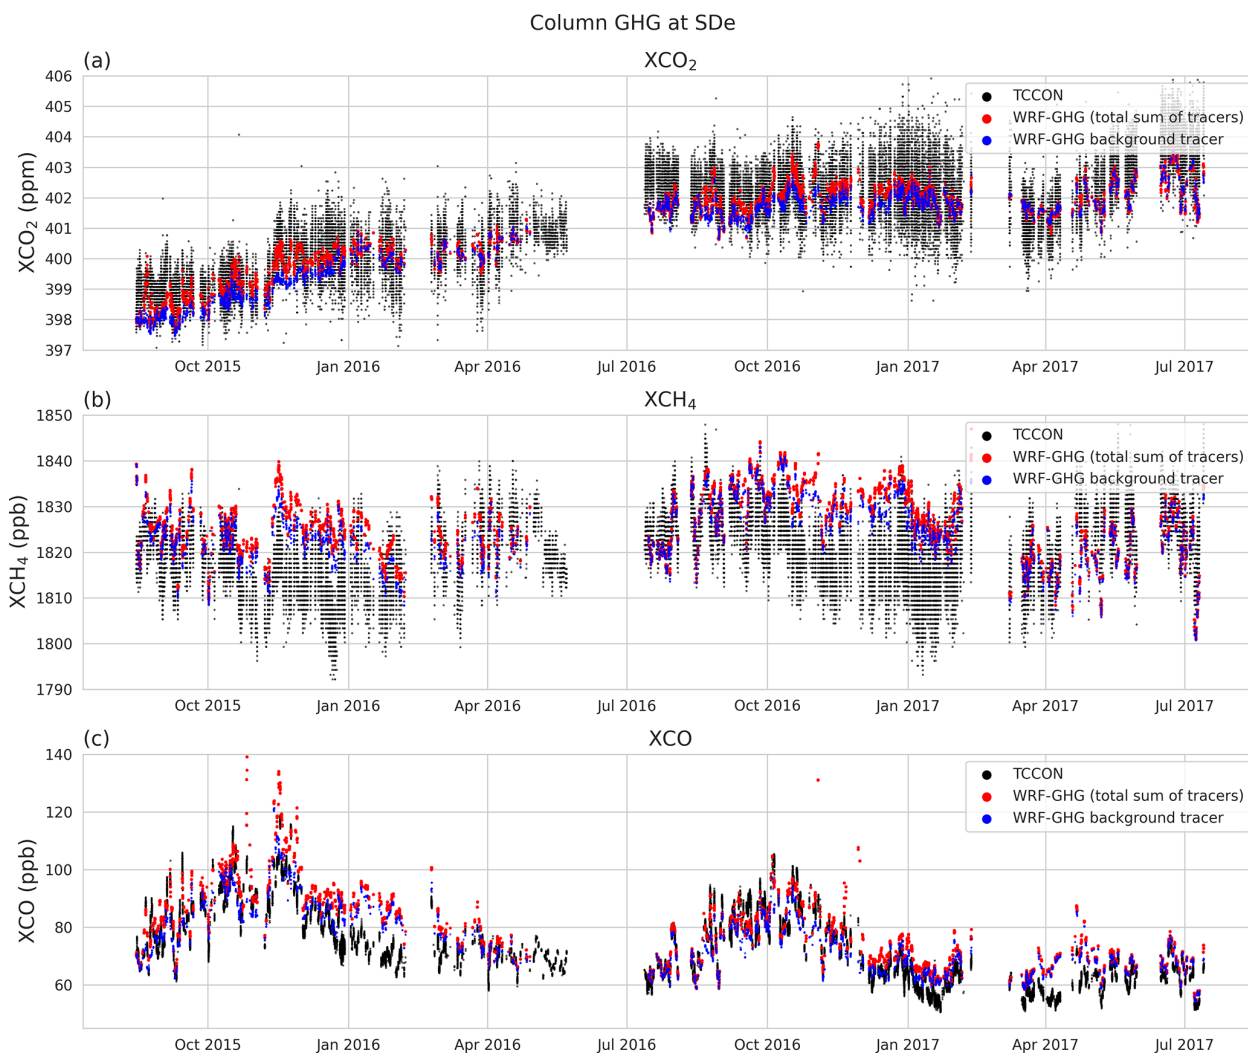 Column GHG at SDe
(a)
XCO₂
XCO₂ (ppm)
406
405
404
403
402
401
400
399
398
397
TCCON
WRF-GHG (total sum of tracers)
WRF-GHG background tracer
Oct 2015 Jan 2016 Apr 2016 Jul 2016 Oct 2016 Jan 2017 Apr 2017 Jul 2017
(b)
XCH₄
XCH₄ (ppb)
1850
1840
1830
1820
1810
1800
1790
TCCON
WRF-GHG (total sum of tracers)
WRF-GHG background tracer
Oct 2015 Jan 2016 Apr 2016 Jul 2016 Oct 2016 Jan 2017 Apr 2017 Jul 2017
(c)
XCO
XCO (ppb)
140
120
100
80
60
TCCON
WRF-GHG (total sum of tracers)
WRF-GHG background tracer
Oct 2015 Jan 2016 Apr 2016 Jul 2016 Oct 2016 Jan 2017 Apr 2017 Jul 2017